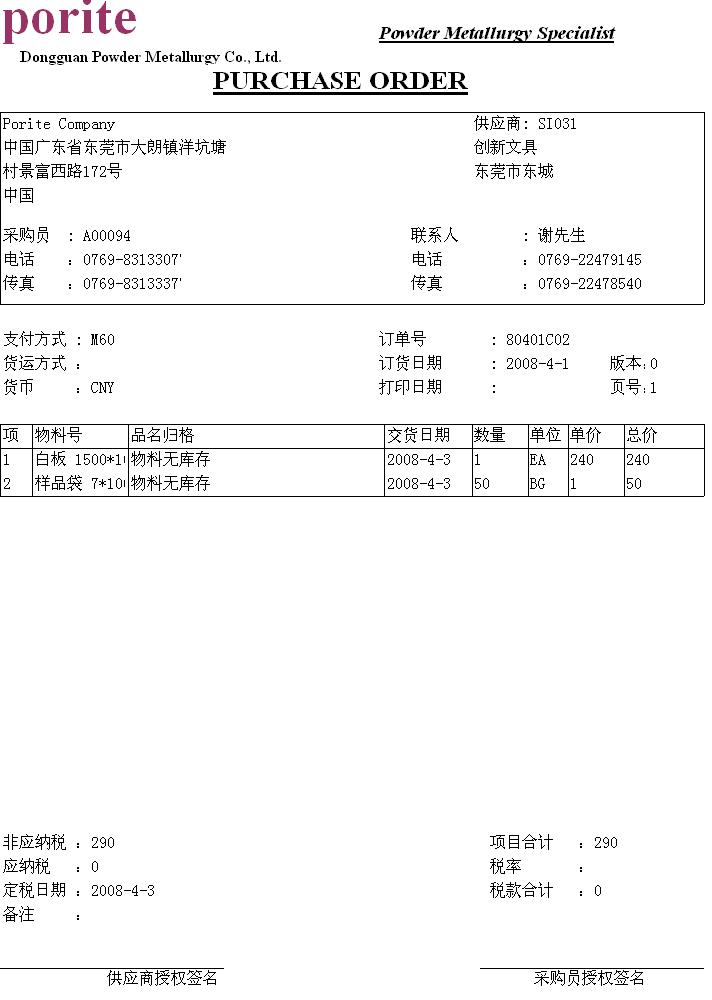 porite
Powder Metallurgy Specialist
Dongguan Powder Metallurgy Co., Ltd.
PURCHASE ORDER
Porite Company 供应商: SI031
中国广东省东莞市大朗镇洋坑塘 创新文具
村景富西路172号 东莞市东城
中国
采购员 : A00094 联系人 : 谢先生
电话 : 0769-8313307' 电话 : 0769-22479145
传真 : 0769-8313337' 传真 : 0769-22478540
支付方式 : M60 订单号 : 80401C02
货运方式 : 订货日期 : 2008-4-1 版本:0
货币 : CNY 打印日期 : 页号:1
项 物料号 品名归格 交货日期 数量 单位 单价 总价
1 白板 1500*1 物料无库存 2008-4-3 1 EA 240 240
2 样品袋 7*10 物料无库存 2008-4-3 50 BG 1 50
非应纳税 : 290 项目合计 : 290
应纳税 : 0 税率 :
定税日期 : 2008-4-3 税款合计 : 0
备注 :
供应商授权签名 采购员授权签名